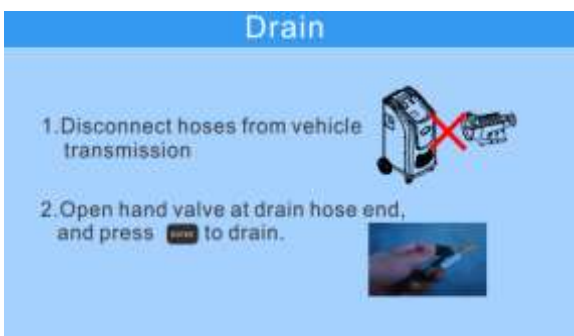 Drain
1.Disconnect hoses from vehicle
transmission
2.Open hand valve at drain hose end,
and press to drain.